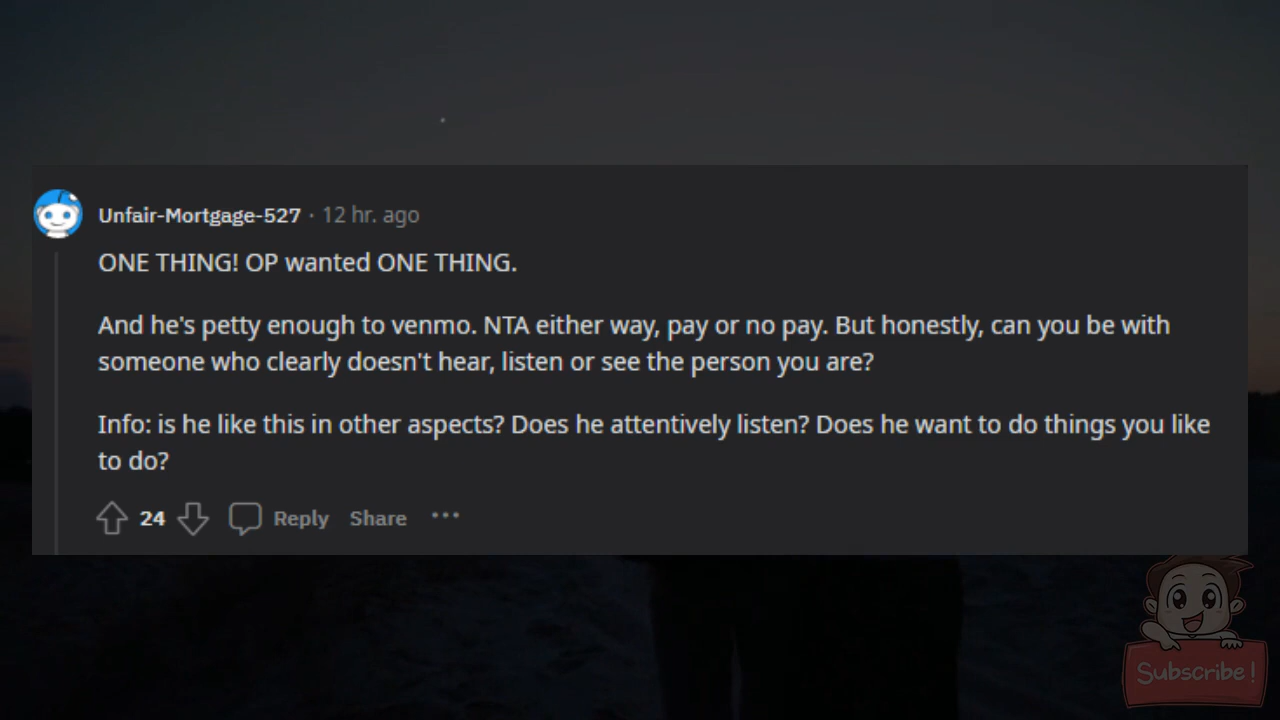 Unfair-Mortgage-527 · 12 hr. ago
ONE THING! OP wanted ONE THING.
And he's petty enough to venmo. NTA either way, pay or no pay. But honestly, can you be with
someone who clearly doesn't hear, listen or see the person you are?
Info: is he like this in other aspects? Does he attentively listen? Does he want to do things you like
to do?
24 Reply Share ···
Subscribe!